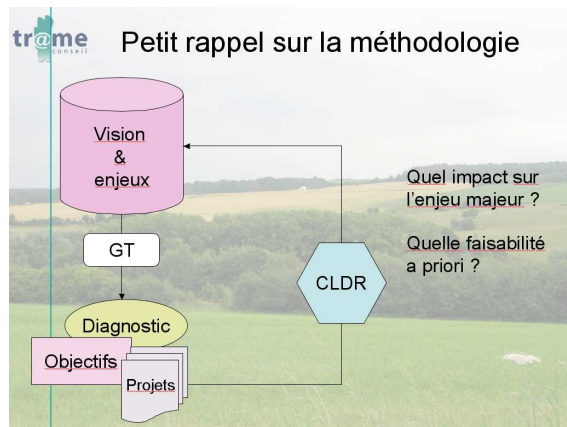 tr@me
conseil
Petit rappel sur la méthodologie
Vision
&
enjeux
GT
Diagnostic
Objectifs
Projets
CLDR
Quel impact sur
l'enjeu majeur ?
Quelle faisabilité
a priori ?